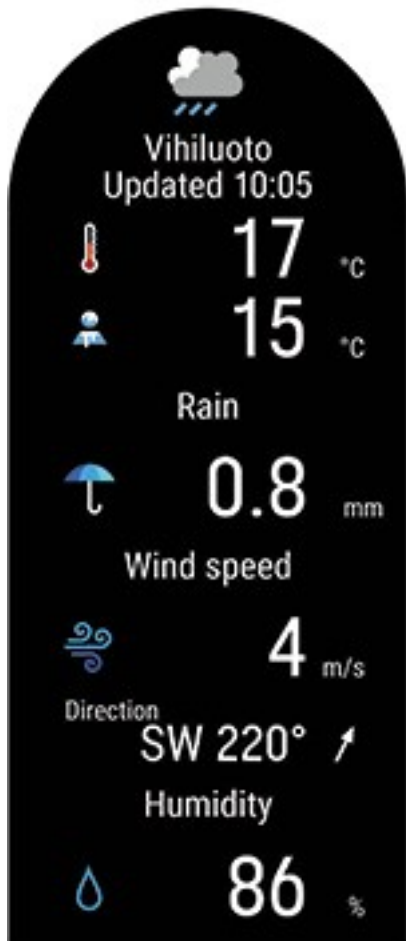 Vihiluoto
Updated 10:05
17 °C
15 °C
Rain
0.8 mm
Wind speed
4 m/s
Direction
SW 220°
Humidity
86 %